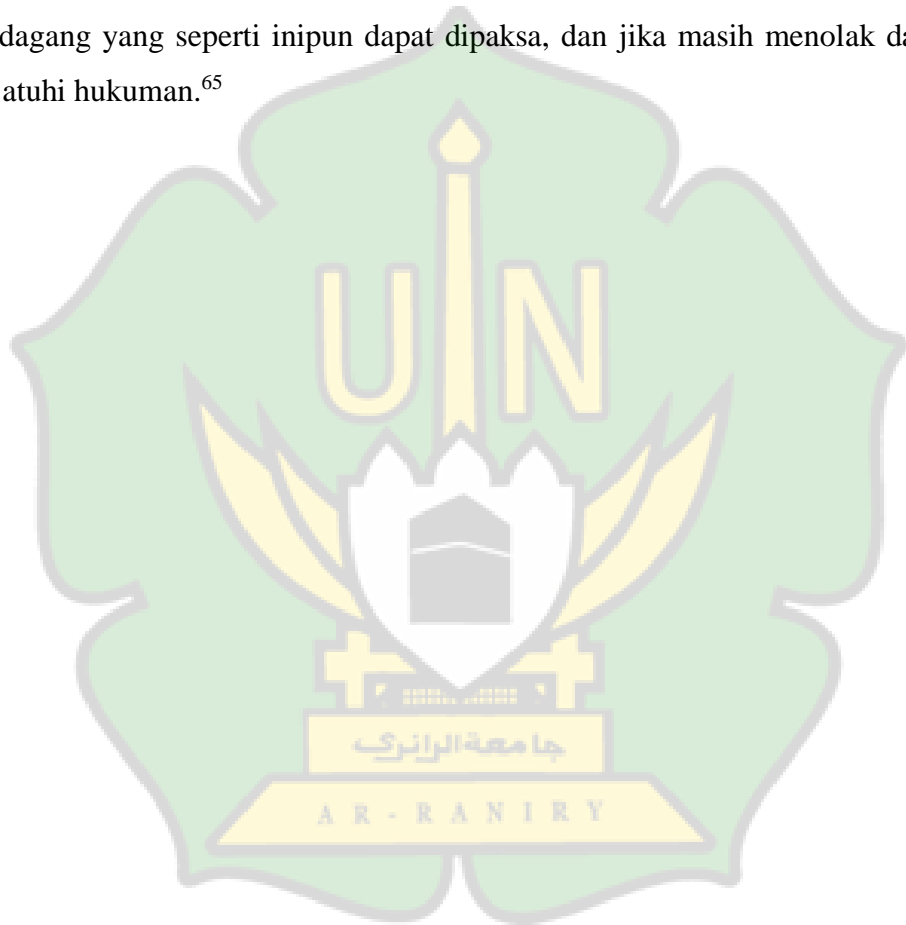 dagang yang seperti inipun dapat dipaksa, dan jika masih menolak da
atuhi hukuman.65
UIN
جامعة الرانري
AR-RANIRY